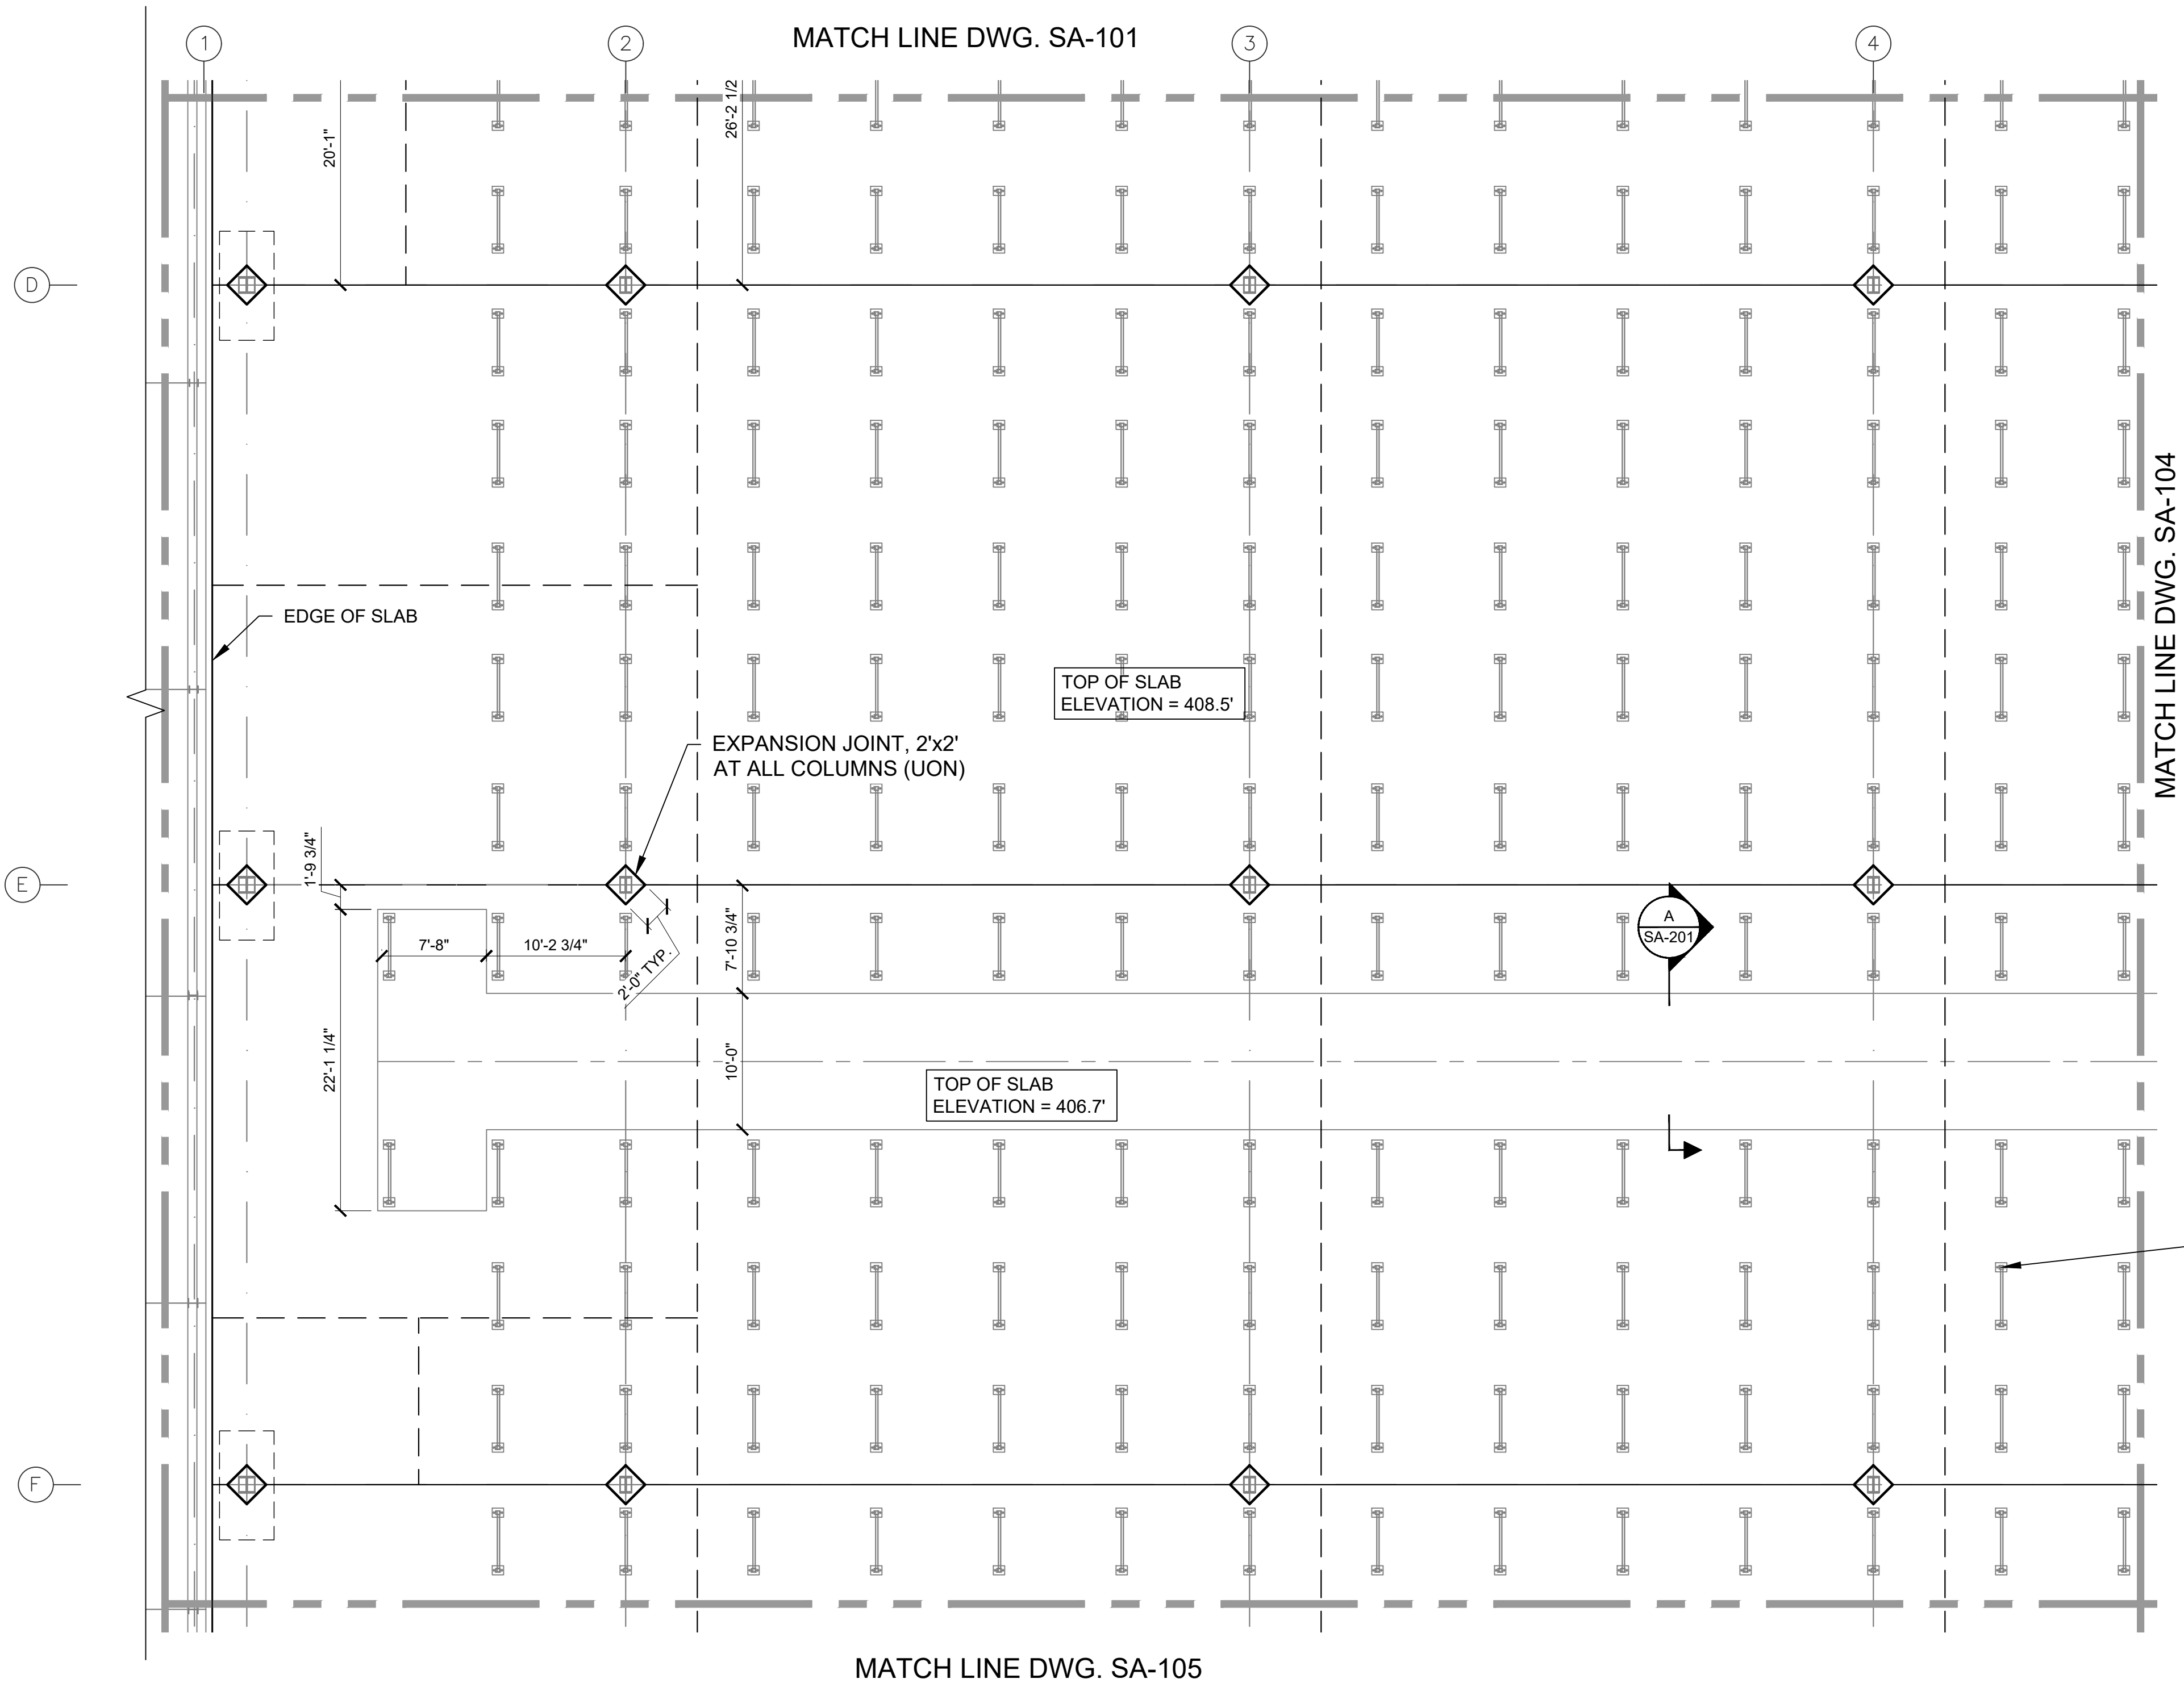 MATCH LINE DWG. SA-101
1
2
3
4
20'-1"
26'-2 1/2
D
MATCH LINE DWG. SA-104
EDGE OF SLAB
TOP OF SLAB
ELEVATION = 408.5'
EXPANSION JOINT, 2'x2'
AT ALL COLUMNS (UON)
E
1'-9 3/4"
7'-8"
10'-2 3/4"
2'-0" TYP.
7'-10 3/4"
A
SA-201
22'-1 1/4"
10'-0"
TOP OF SLAB
ELEVATION = 406.7'
F
MATCH LINE DWG. SA-105